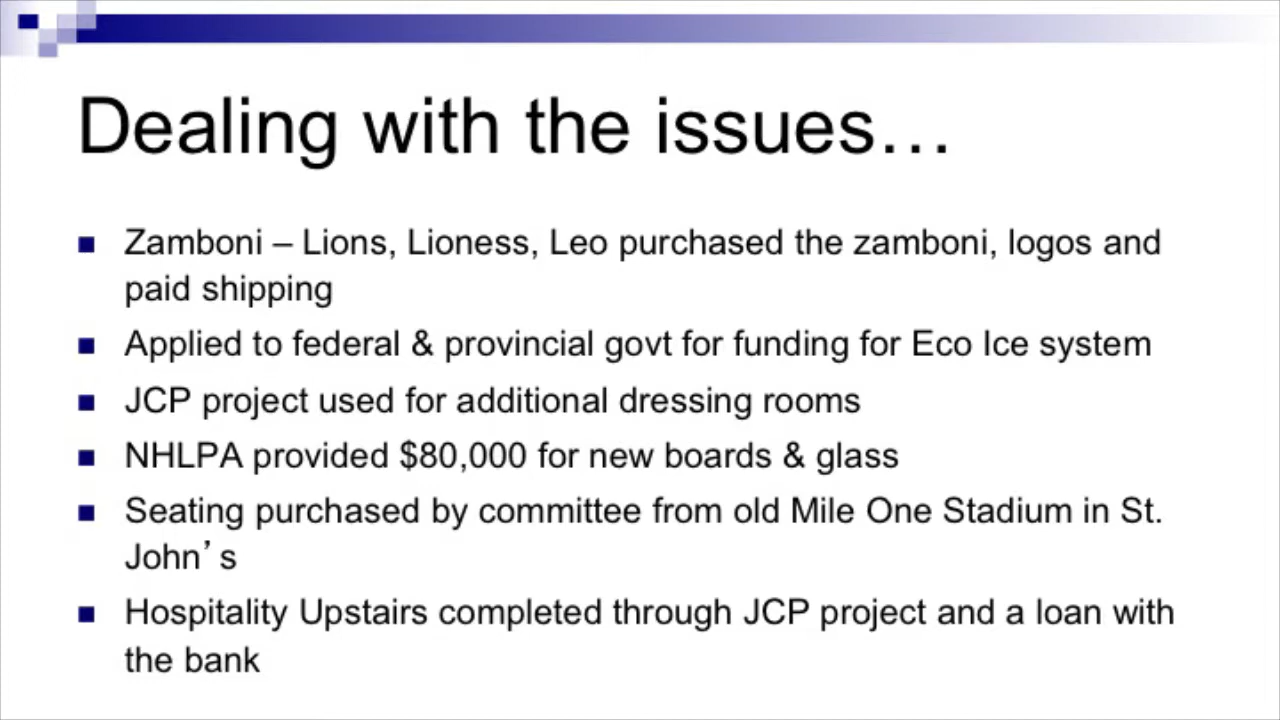 Dealing with the issues…
Zamboni – Lions, Lioness, Leo purchased the zamboni, logos and
paid shipping
Applied to federal & provincial govt for funding for Eco Ice system
JCP project used for additional dressing rooms
NHLPA provided $80,000 for new boards & glass
Seating purchased by committee from old Mile One Stadium in St.
John’s
Hospitality Upstairs completed through JCP project and a loan with
the bank